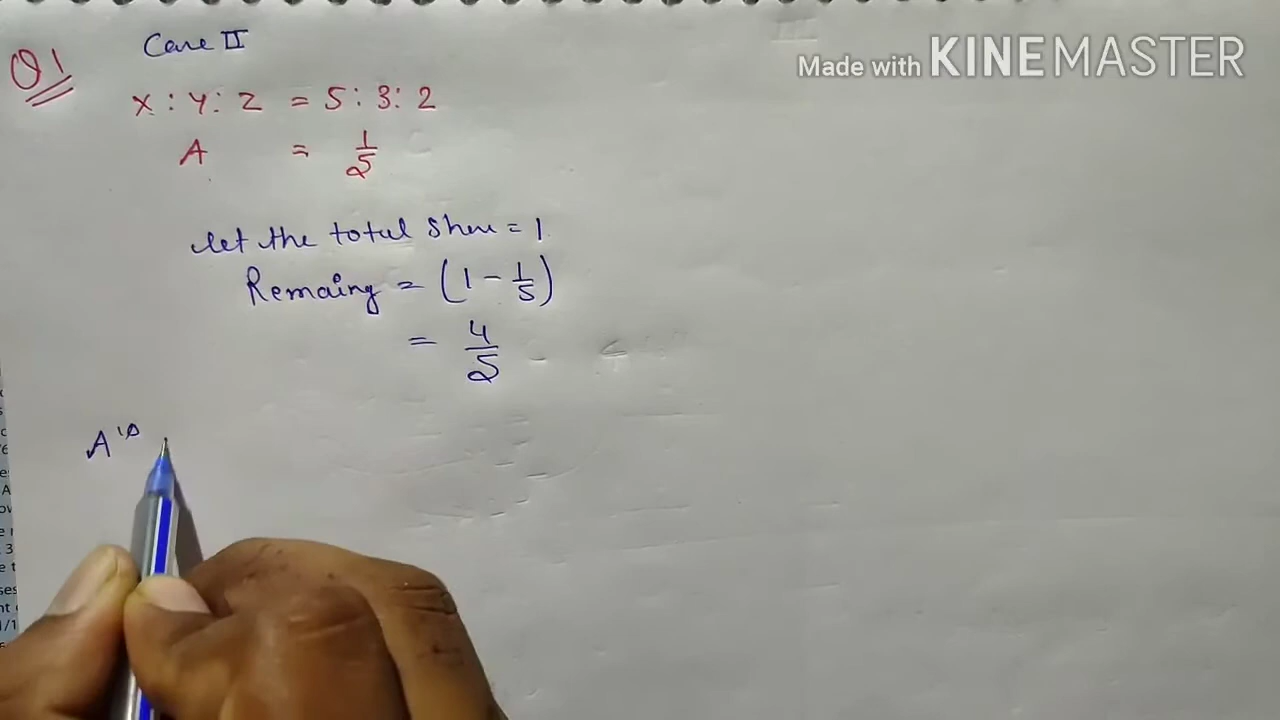 Made with KINEMASTER
Q1
Case II
X : Y : Z = 5 : 3 : 2
A = 1/5
Let the total Share = 1
Remaing = (1 - 1/5)
= 4/5
A's